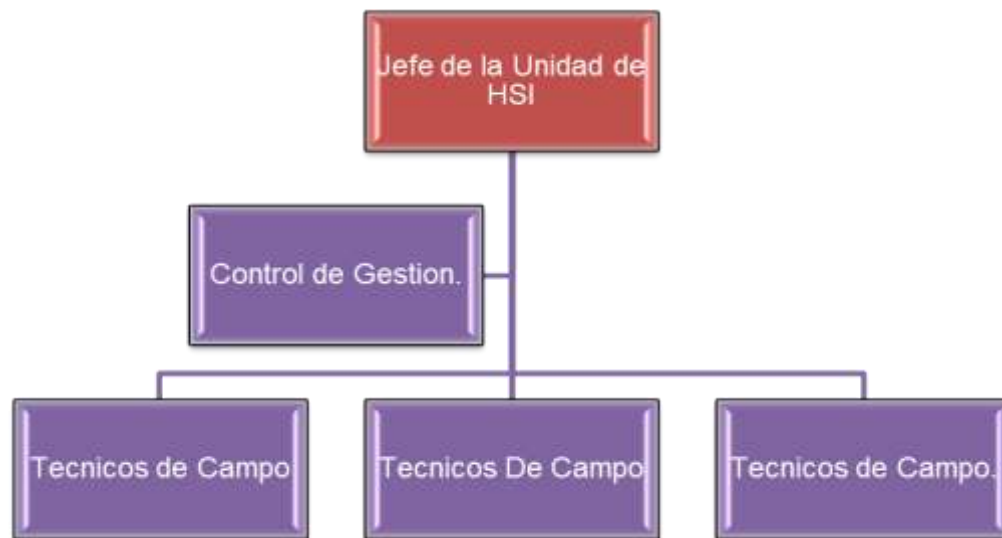 Jefe de la Unidad de
HSI
Control de Gestion.
Tecnicos de Campo
Tecnicos De Campo
Tecnicos de Campo.